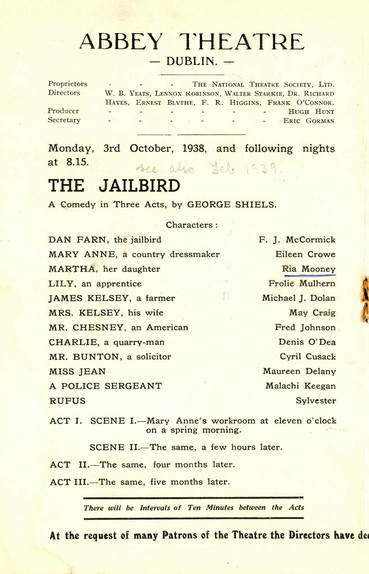 ABBEY THEATRE
— DUBLIN. —
Proprietors - - - THE NATIONAL THEATRE SOCIETY, LTD.
Directors W. B. YEATS, LENNOX ROBINSON, WALTER STARKIE, DR. RICHARD
HAYES, ERNEST BLYTHE, F. R. HIGGINS, FRANK O'CONNOR.
Producer - - - - - - HUGH HUNT
Secretary - - - - - - ERIC GORMAN
Monday, 3rd October, 1938, and following nights
at 8.15.
see also Feb 1939.
THE JAILBIRD
A Comedy in Three Acts, by GEORGE SHIELS.
Characters :
DAN FARN, the jailbird F. J. McCormick
MARY ANNE, a country dressmaker Eileen Crowe
MARTHA, her daughter Ria Mooney
LILY, an apprentice Frolie Mulhern
JAMES KELSEY, a farmer Michael J. Dolan
MRS. KELSEY, his wife May Craig
MR. CHESNEY, an American Fred Johnson
CHARLIE, a quarry-man Denis O'Dea
MR. BUNTON, a solicitor Cyril Cusack
MISS JEAN Maureen Delany
A POLICE SERGEANT Malachi Keegan
RUFUS Sylvester
ACT I. SCENE I.—Mary Anne's workroom at eleven o'clock
on a spring morning.
SCENE II.—The same, a few hours later.
ACT II.—The same, four months later.
ACT III.—The same, five months later.
There will be Intervals of Ten Minutes between the Acts
At the request of many Patrons of the Theatre the Directors have de